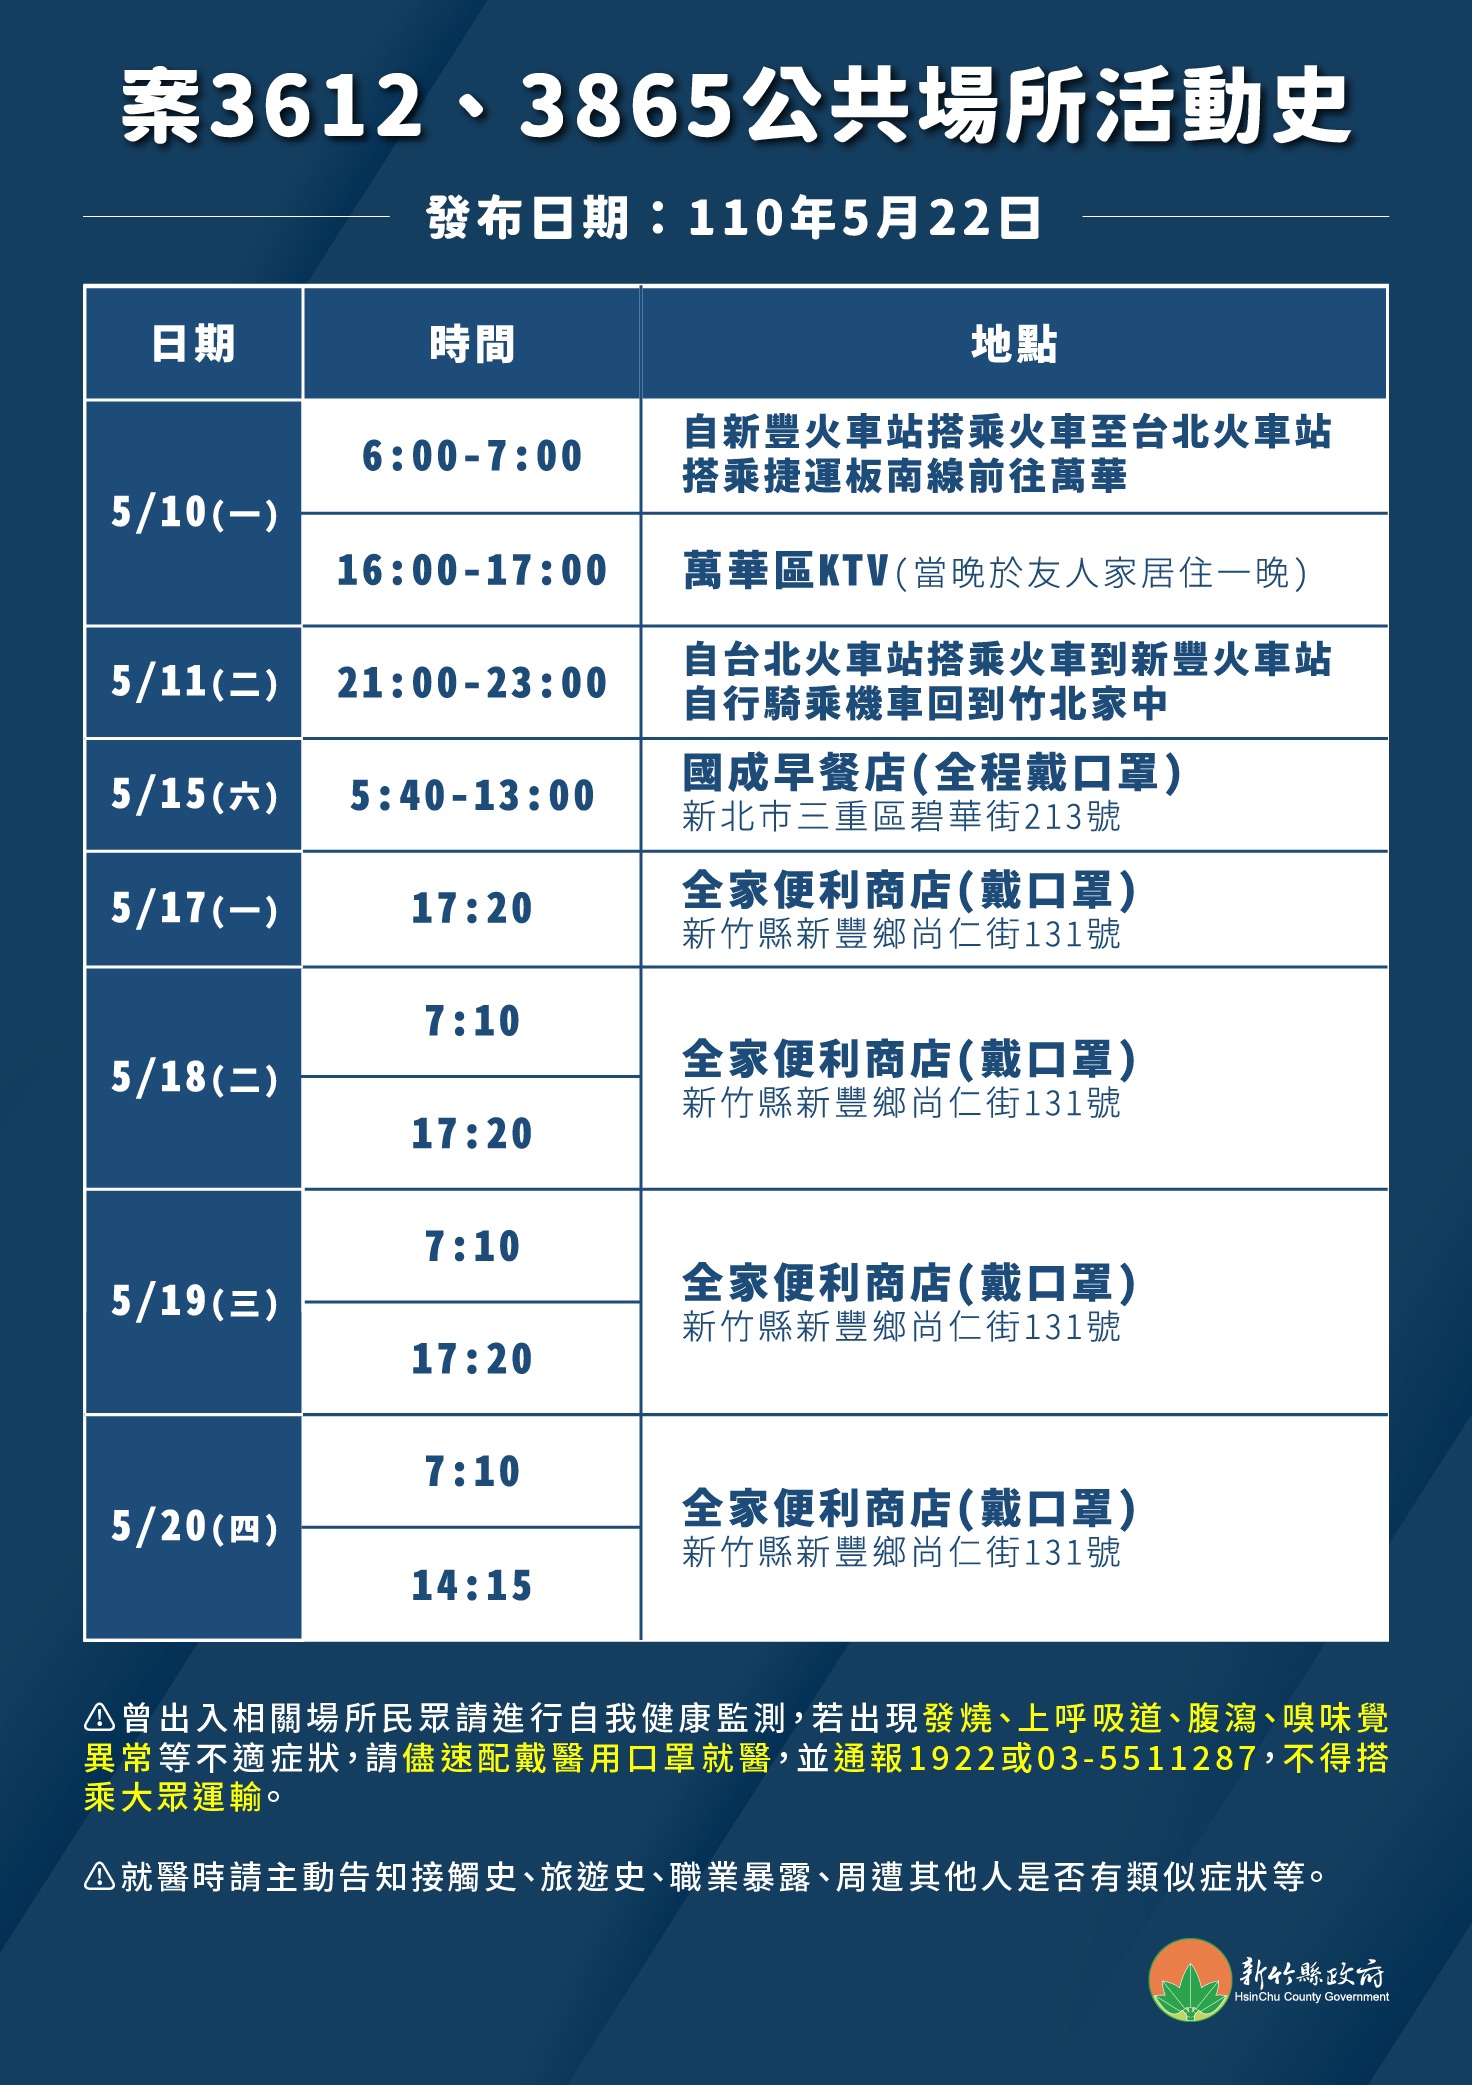 案3612、3865公共場所活動史
發布日期：110年5月22日
日期 時間 地點
5/10(一)
6:00-7:00
自新豐火車站搭乘火車至台北火車站
搭乘捷運板南線前往萬華
16:00-17:00
萬華區KTV(當晚於友人家居住一晚)
5/11(二)
21:00-23:00
自台北火車站搭乘火車到新豐火車站
自行騎乘機車回到竹北家中
5/15(六)
5:40-13:00
國成早餐店(全程戴口罩)
新北市三重區碧華街213號
5/17(一)
17:20
全家便利商店(戴口罩)
新竹縣新豐鄉尚仁街131號
5/18(二)
7:10
17:20
全家便利商店(戴口罩)
新竹縣新豐鄉尚仁街131號
5/19(三)
7:10
17:20
全家便利商店(戴口罩)
新竹縣新豐鄉尚仁街131號
5/20(四)
7:10
14:15
全家便利商店(戴口罩)
新竹縣新豐鄉尚仁街131號
⚠曾出入相關場所民眾請進行自我健康監測，若出現發燒、上呼吸道、腹瀉、嗅味覺
異常等不適症狀，請儘速配戴醫用口罩就醫，並通報1922或03-5511287，不得搭
乘大眾運輸。
⚠就醫時請主動告知接觸史、旅遊史、職業暴露、周遭其他人是否有類似症狀等。
新竹縣政府
HsinChu County Government